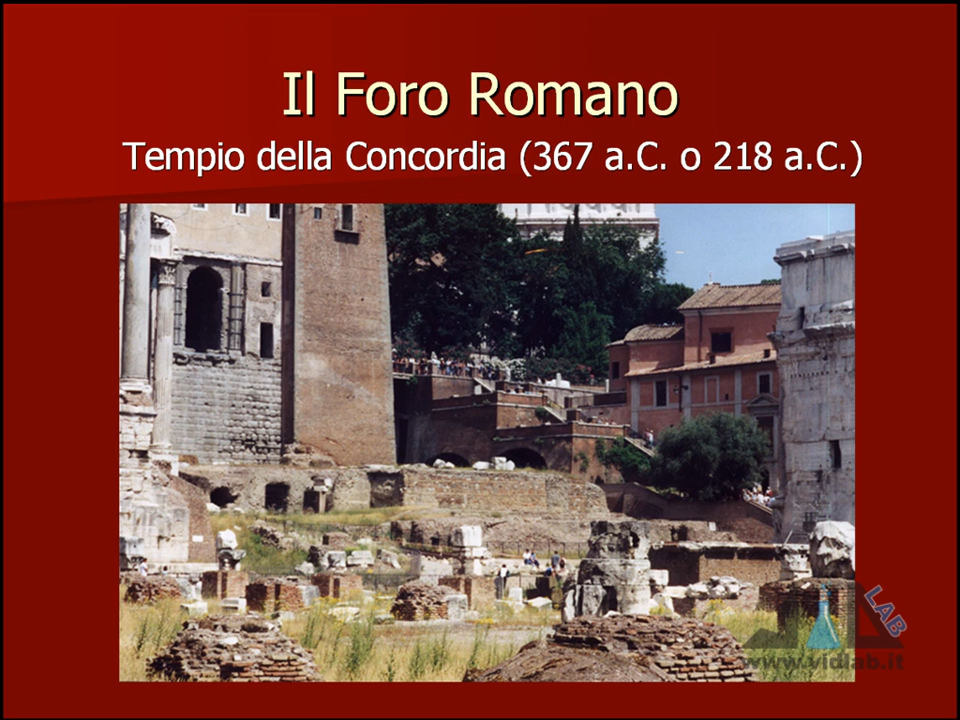 Il Foro Romano
Tempio della Concordia (367 a.C. o 218 a.C.)
LAB
www.vidlab.it